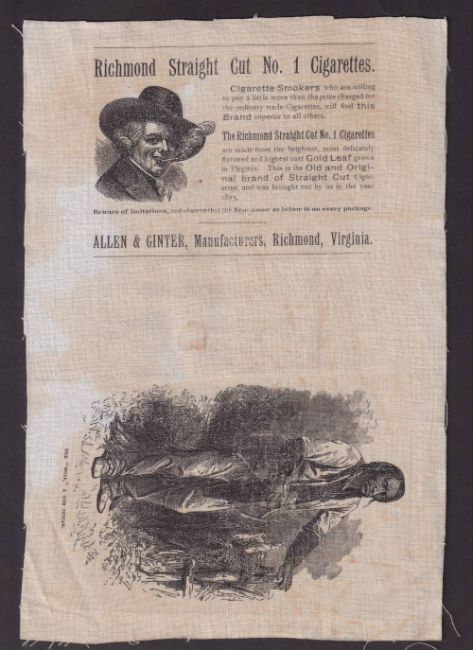 Richmond Straight Cut No. 1 Cigarettes.
Cigarette Smokers who are willing
to pay a little more than the price charged for
the ordinary trade Cigarettes, will find this
Brand superior to all others.
The Richmond Straight Cut No. 1 Cigarettes
are made from the brightest, most delicately
flavored and highest cost Gold Leaf grown
in Virginia. This is the Old and Origi-
nal brand of Straight Cut Cigar-
ettes, and was brought out by us in the year
1875.
Beware of Imitations, and observe that the firm name as below is on every package.
ALLEN & GINTER, Manufacturers, Richmond, Virginia.